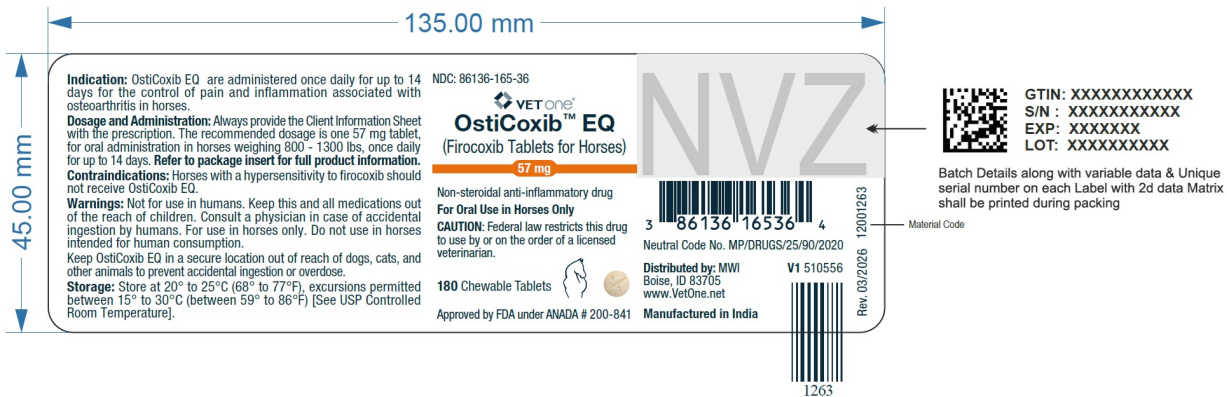 135.00 mm
45.00 mm
Indication: OstiCoxib EQ are administered once daily for up to 14
days for the control of pain and inflammation associated with
osteoarthritis in horses.
Dosage and Administration: Always provide the Client Information Sheet
with the prescription. The recommended dosage is one 57 mg tablet,
for oral administration in horses weighing 800 - 1300 lbs, once daily
for up to 14 days. Refer to package insert for full product information.
Contraindications: Horses with a hypersensitivity to firocoxib should
not receive OstiCoxib EQ.
Warnings: Not for use in humans. Keep this and all medications out
of the reach of children. Consult a physician in case of accidental
ingestion by humans. For use in horses only. Do not use in horses
intended for human consumption.
Keep OstiCoxib EQ in a secure location out of reach of dogs, cats, and
other animals to prevent accidental ingestion or overdose.
Storage: Store at 20° to 25°C (68° to 77°F), excursions permitted
between 15° to 30°C (between 59° to 86°F) [See USP Controlled
Room Temperature].
NDC: 86136-165-36
VET one®
OstiCoxib™ EQ
(Firocoxib Tablets for Horses)
57 mg
Non-steroidal anti-inflammatory drug
For Oral Use in Horses Only
CAUTION: Federal law restricts this drug
to use by or on the order of a licensed
veterinarian.
180 Chewable Tablets
Approved by FDA under ANADA # 200-841
NVZ
3 86136 16536 4
Neutral Code No. MP/DRUGS/25/90/2020
Distributed by: MWI
Boise, ID 83705
www.VetOne.net
Manufactured in India
V1 510556
1263
Rev. 03/2026 12001263
GTIN: XXXXXXXXXXXX
S/N : XXXXXXXXXXX
EXP: XXXXXXX
LOT: XXXXXXXXXX
Batch Details along with variable data & Unique
serial number on each Label with 2d data Matrix
shall be printed during packing
Material Code